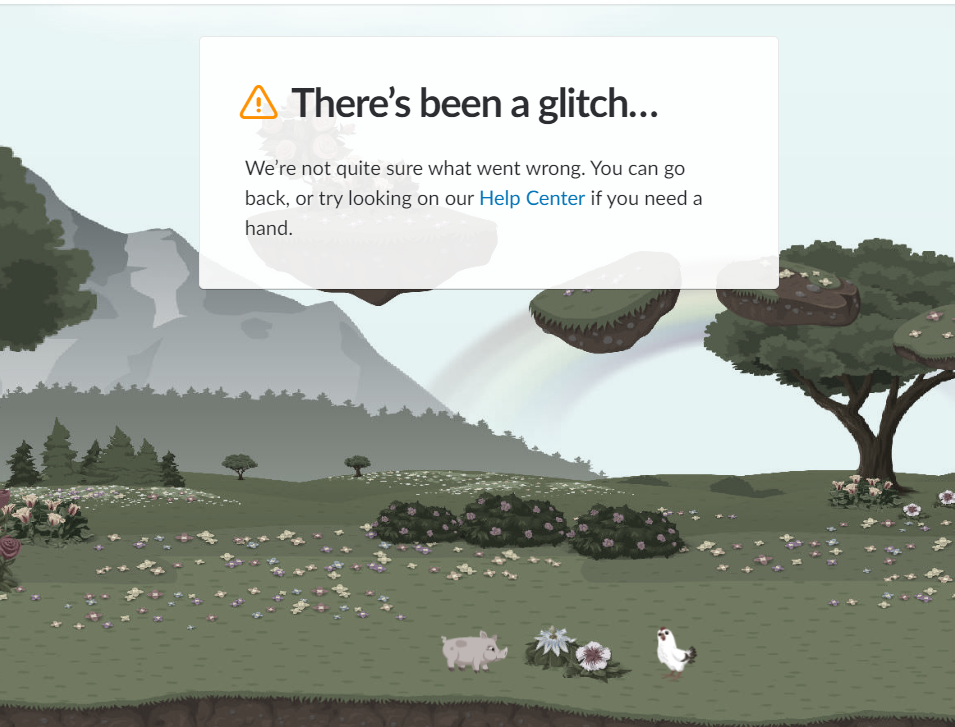 There’s been a glitch…
We’re not quite sure what went wrong. You can go
back, or try looking on our Help Center if you need a
hand.